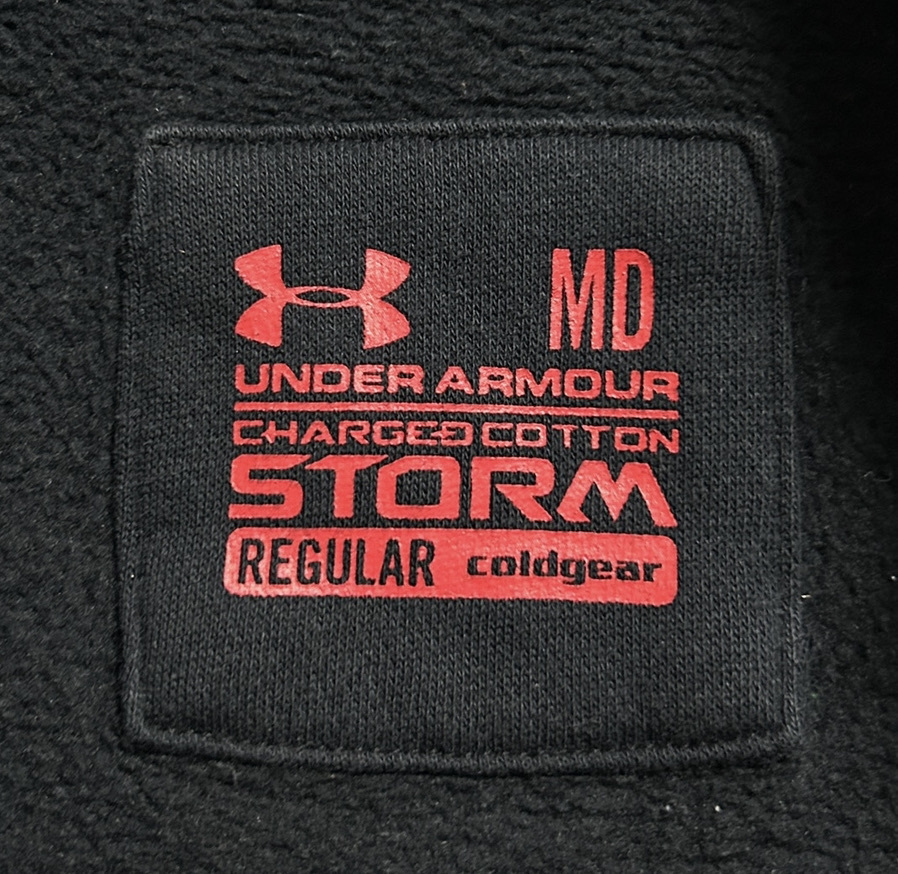 MD
UNDER ARMOUR
CHARGED COTTON
STORM
REGULAR coldgear